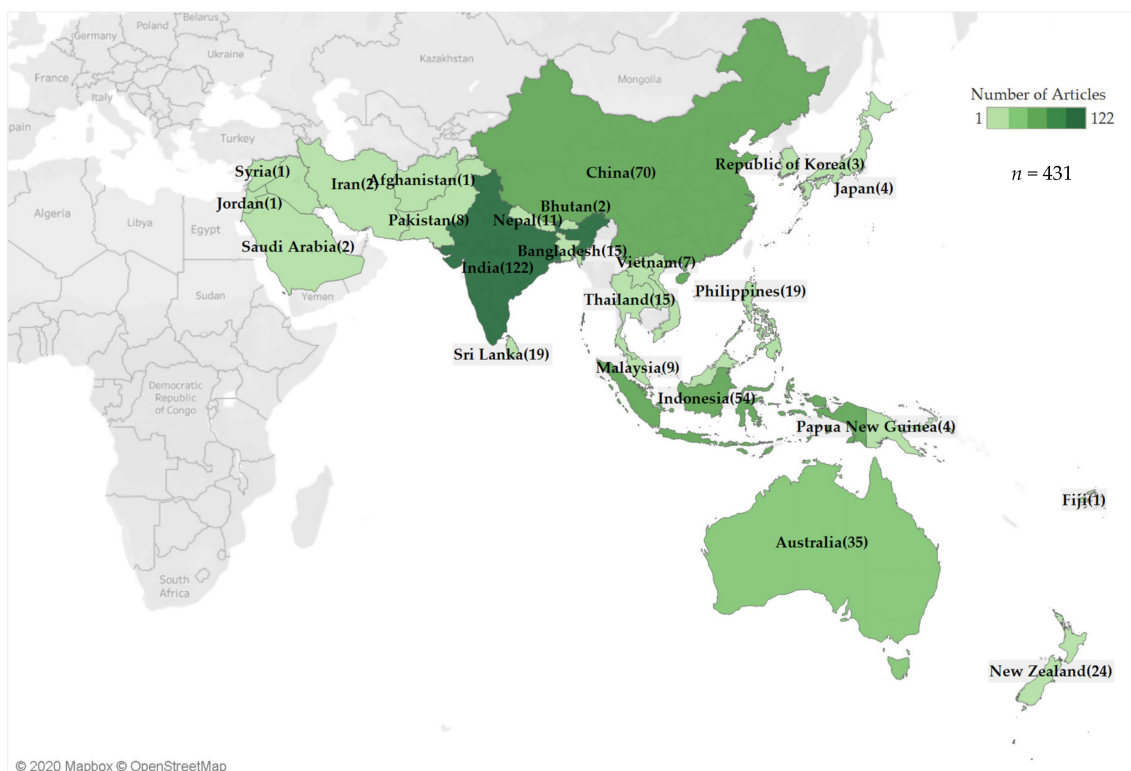 Belarus
Poland
Germany
Ukraine
Kazakhstan
France
Mongolia
Italy
pain
Turkey
Number of Articles
1
122
n = 431
Syria(1)
Iran(2)
Afghanistan(1)
China(70)
Republic of Korea(3)
Japan(4)
Jordan(1)
Bhutan(2)
Algeria
Libya
Egypt
Pakistan(8)
Nepal(11)
Saudi Arabia(2)
Bangladesh(15)
India(122)
Vietnam(7)
Sudan
Yemen
Thailand(15)
Philippines(19)
Sri Lanka(19)
Malaysia(9)
Democratic
Republic
of Congo
Indonesia(54)
Papua New Guinea(4)
Fiji(1)
Australia(35)
South
Africa
New Zealand(24)
© 2020 Mapbox © OpenStreetMap